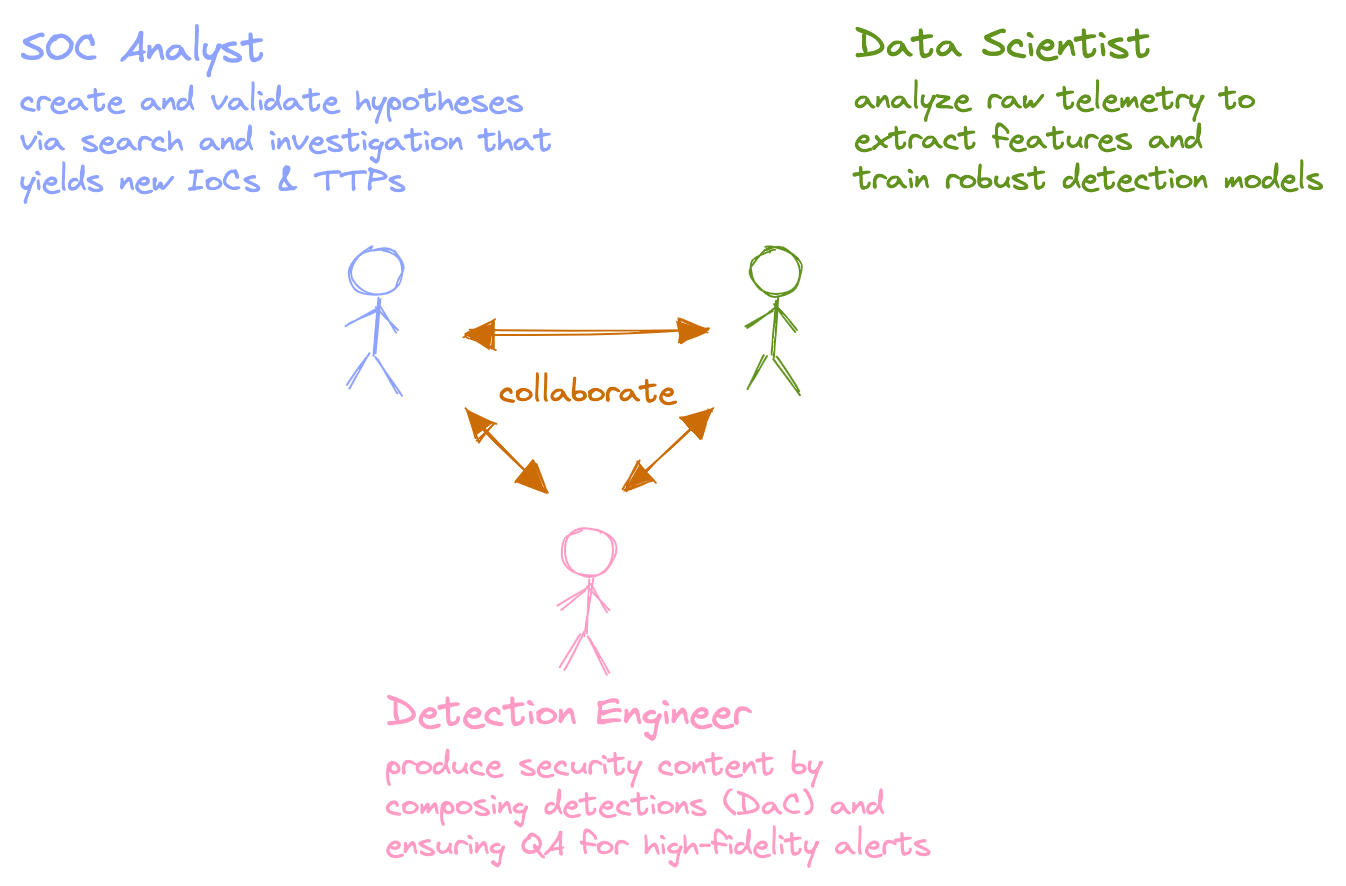 SOC Analyst
create and validate hypotheses
via search and investigation that
yields new IoCs & TTPs
Data Scientist
analyze raw telemetry to
extract features and
train robust detection models
collaborate
Detection Engineer
produce security content by
composing detections (DaC) and
ensuring QA for high-fidelity alerts